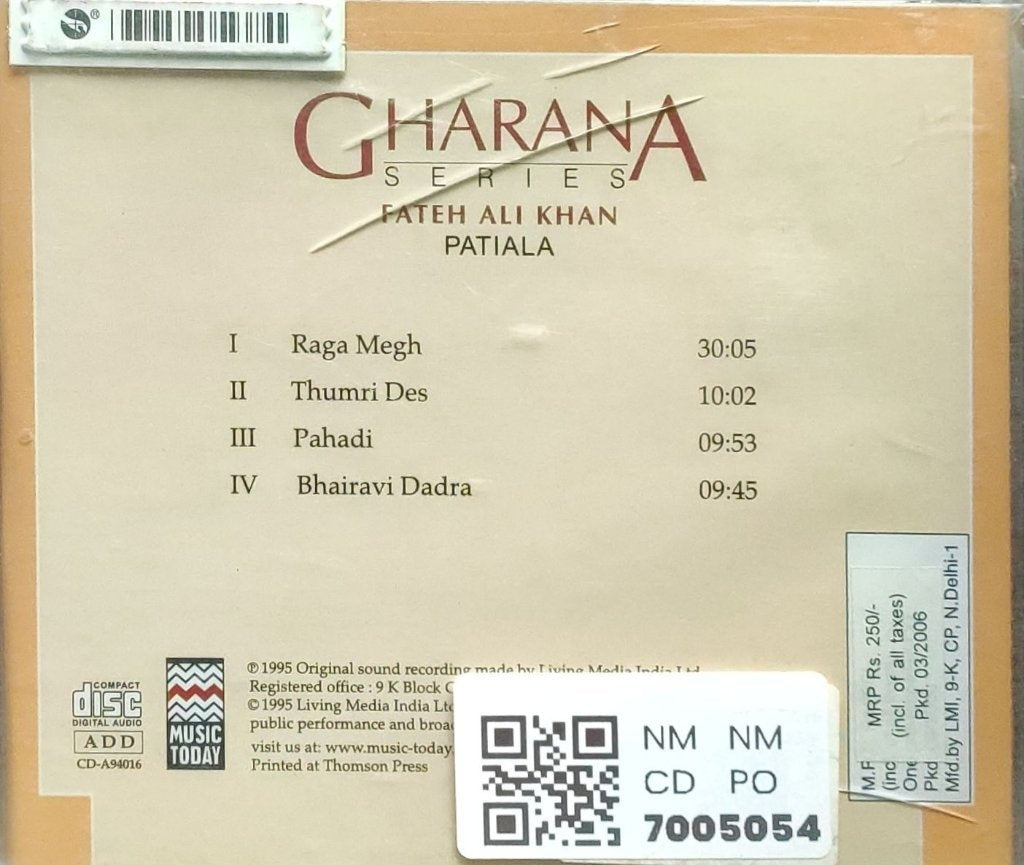 GHARANA
SERIES
FATEH ALI KHAN
PATIALA
I Raga Megh 30:05
II Thumri Des 10:02
III Pahadi 09:53
IV Bhairavi Dadra 09:45
COMPACT
disc
DIGITAL AUDIO
ADD
CD-A94016
MUSIC
TODAY
℗ 1995 Original sound recording made by Living Media India Ltd
Registered office : 9 K Block
© 1995 Living Media India Ltd
public performance and
visit us at: www.music-today.
Printed at Thomson Press
NM NM
CD PO
7005054
MRP Rs. 250/-
(incl. of all taxes)
Pkd. 03/2006
Mfd.by LMI, 9-K, CP, N.Delhi-1